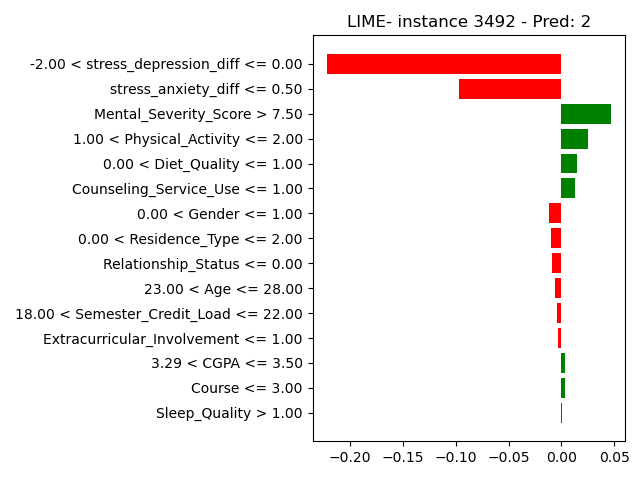 LIME- instance 3492 - Pred: 2
-2.00 < stress_depression_diff <= 0.00
stress_anxiety_diff <= 0.50
Mental_Severity_Score > 7.50
1.00 < Physical_Activity <= 2.00
0.00 < Diet_Quality <= 1.00
Counseling_Service_Use <= 1.00
0.00 < Gender <= 1.00
0.00 < Residence_Type <= 2.00
Relationship_Status <= 0.00
23.00 < Age <= 28.00
18.00 < Semester_Credit_Load <= 22.00
Extracurricular_Involvement <= 1.00
3.29 < CGPA <= 3.50
Course <= 3.00
Sleep_Quality > 1.00
−0.20 −0.15 −0.10 −0.05 0.00 0.05